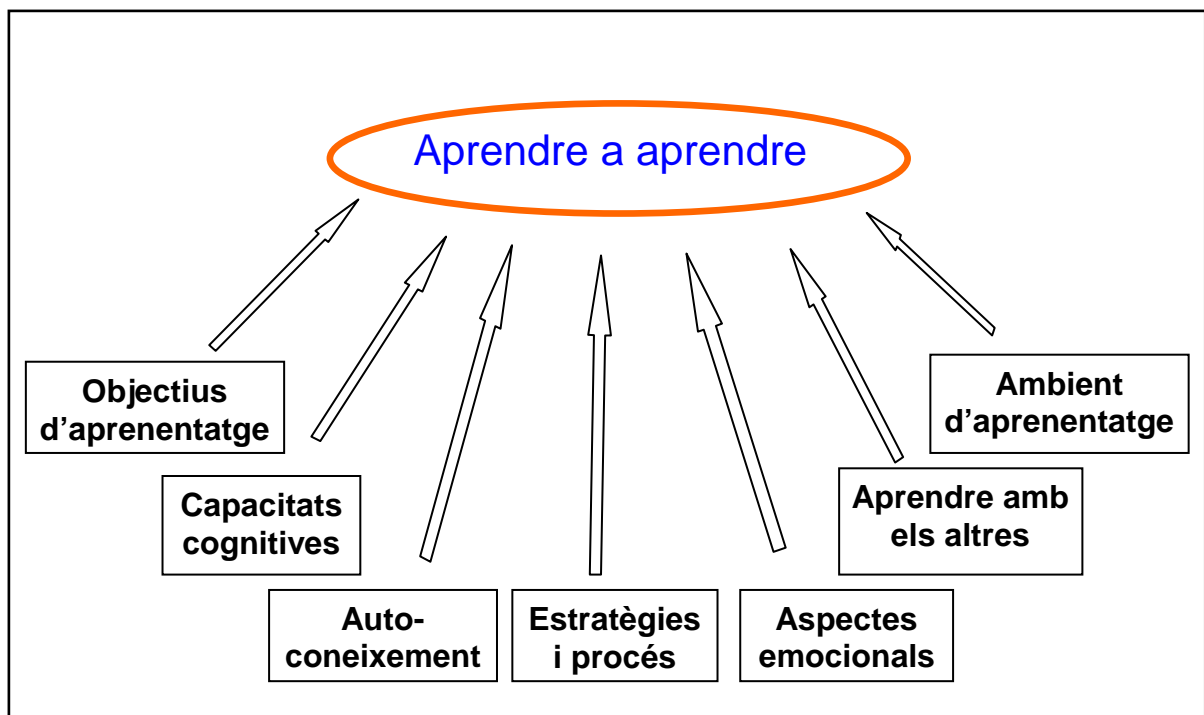 Aprendre a aprendre
Objectius
d’aprenentatge
Capacitats
cognitives
Auto-
coneixement
Estratègies
i procés
Aspectes
emocionals
Aprendre amb
els altres
Ambient
d’aprenentatge